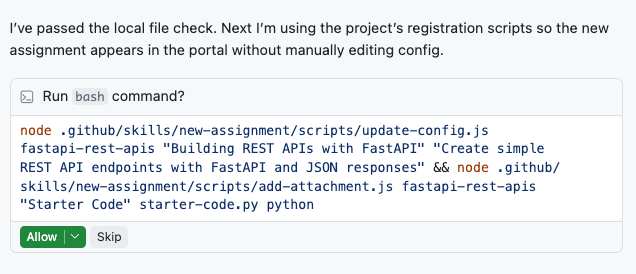 I’ve passed the local file check. Next I’m using the project’s registration scripts so the new
assignment appears in the portal without manually editing config.
Run bash command?
node .github/skills/new-assignment/scripts/update-config.js
fastapi-rest-apis "Building REST APIs with FastAPI" "Create simple
REST API endpoints with FastAPI and JSON responses" && node .github/
skills/new-assignment/scripts/add-attachment.js fastapi-rest-apis
"Starter Code" starter-code.py python
Allow Skip